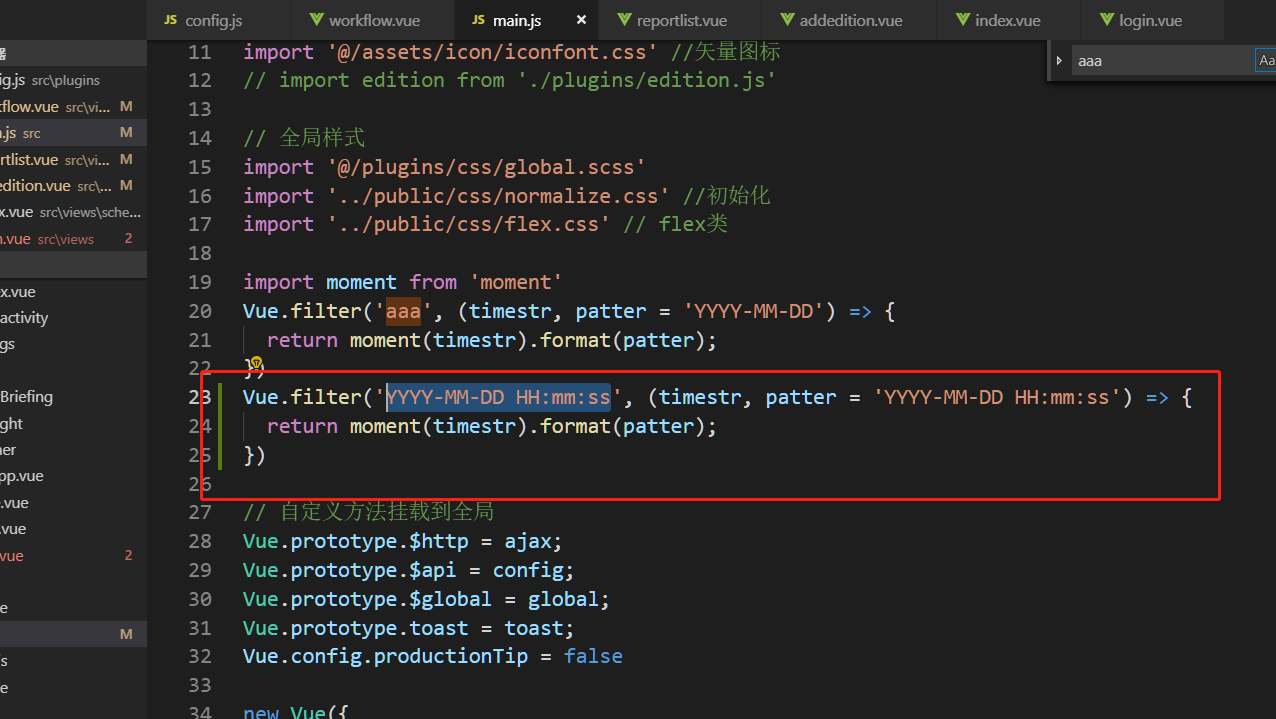 JS config.js workflow.vue JS main.js × reportlist.vue addedition.vue index.vue login.vue
器
ig.js src\plugins
kflow.vue src\vi... M
n.js src M
rtlist.vue src\vi... M
edition.vue src\... M
x.vue src\views\sche...
n.vue src\views 2
x.vue
activity
gs
Briefing
ght
ner
pp.vue
e.vue
.vue
vue 2
e
M
s
e
aaa Aa
11 import '@/assets/icon/iconfont.css' //矢量图标
12 // import edition from './plugins/edition.js'
13
14 // 全局样式
15 import '@/plugins/css/global.scss'
16 import '../public/css/normalize.css' //初始化
17 import '../public/css/flex.css' // flex类
18
19 import moment from 'moment'
20 Vue.filter('aaa', (timestr, patter = 'YYYY-MM-DD') => {
21 return moment(timestr).format(patter);
22 })
23 Vue.filter('YYYY-MM-DD HH:mm:ss', (timestr, patter = 'YYYY-MM-DD HH:mm:ss') => {
24 return moment(timestr).format(patter);
25 })
26
27 // 自定义方法挂载到全局
28 Vue.prototype.$http = ajax;
29 Vue.prototype.$api = config;
30 Vue.prototype.$global = global;
31 Vue.prototype.toast = toast;
32 Vue.config.productionTip = false
33
34 new Vue({